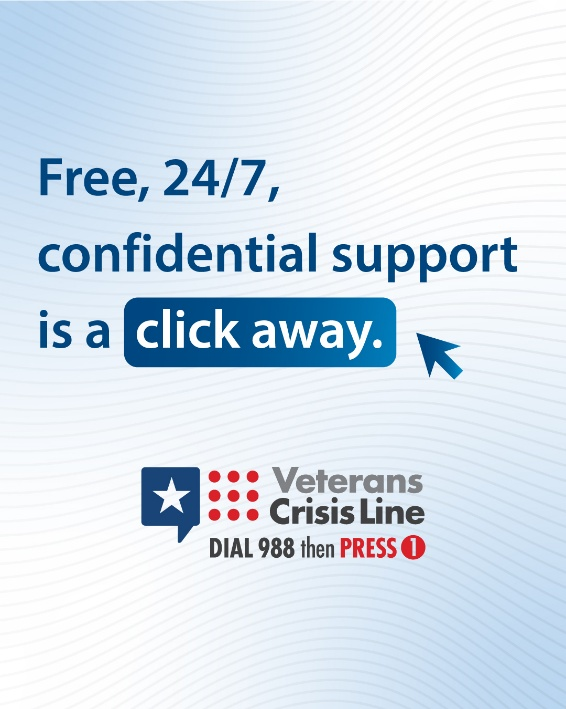 Free, 24/7,
confidential support
is a click away.
Veterans
Crisis Line
DIAL 988 then PRESS 1